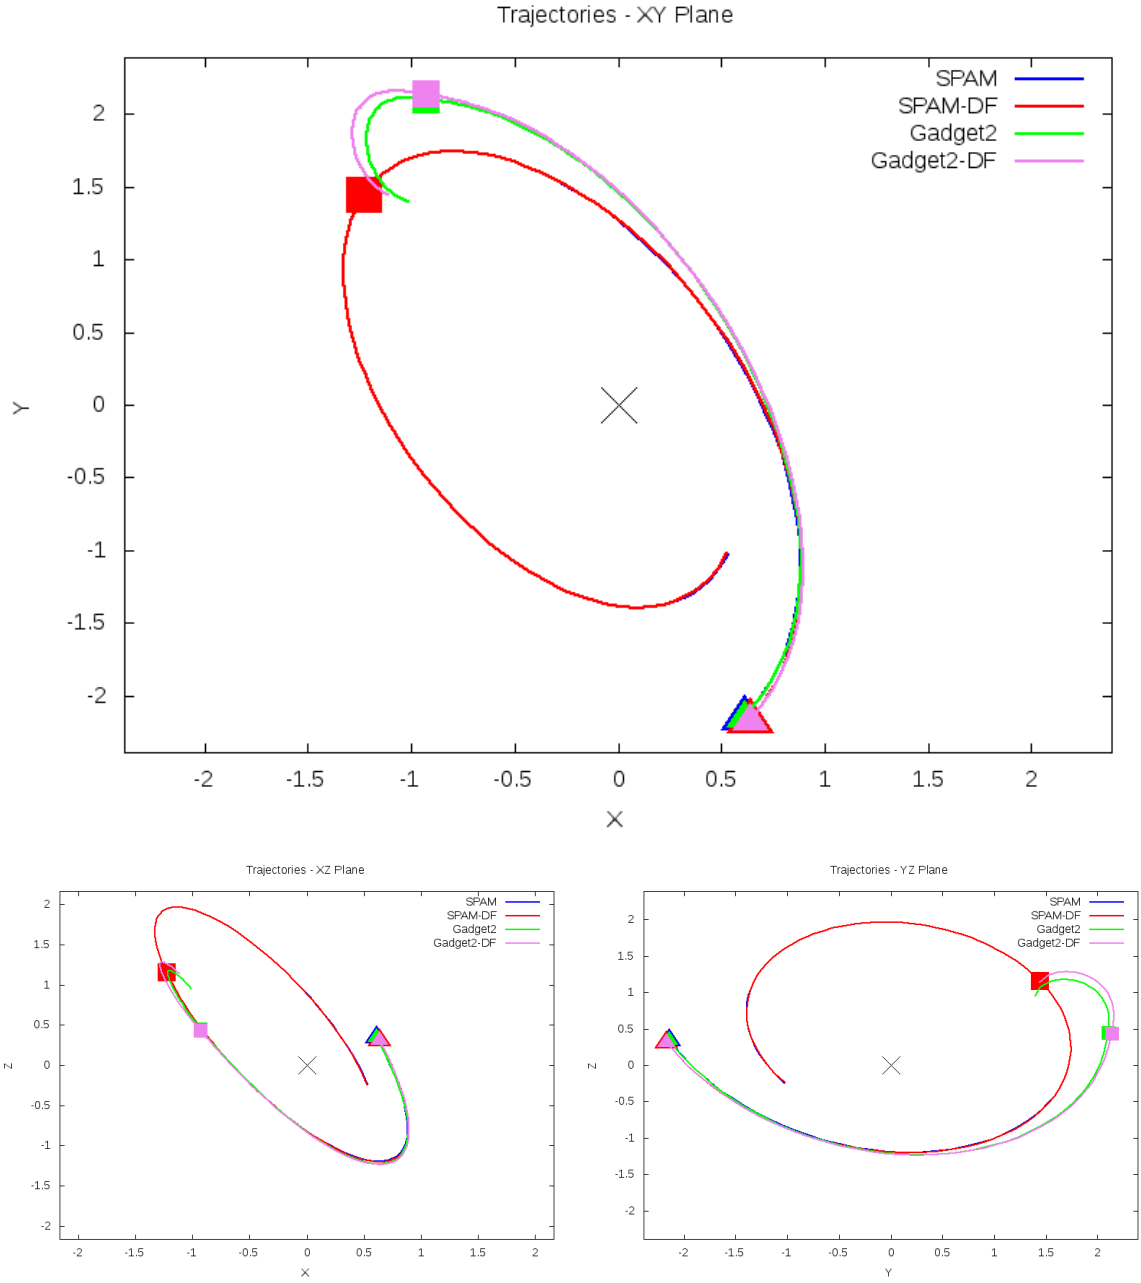 Trajectories - XY Plane
SPAM
SPAM-DF
Gadget2
Gadget2-DF
2
1.5
1
0.5
0
-0.5
-1
-1.5
-2
Y
-2 -1.5 -1 -0.5 0 0.5 1 1.5 2
X
Trajectories - XZ Plane
SPAM
SPAM-DF
Gadget2
Gadget2-DF
2
1.5
1
0.5
0
-0.5
-1
-1.5
-2
Z
-2 -1.5 -1 -0.5 0 0.5 1 1.5 2
X
Trajectories - YZ Plane
SPAM
SPAM-DF
Gadget2
Gadget2-DF
2
1.5
1
0.5
0
-0.5
-1
-1.5
-2
Z
-2 -1.5 -1 -0.5 0 0.5 1 1.5 2
Y